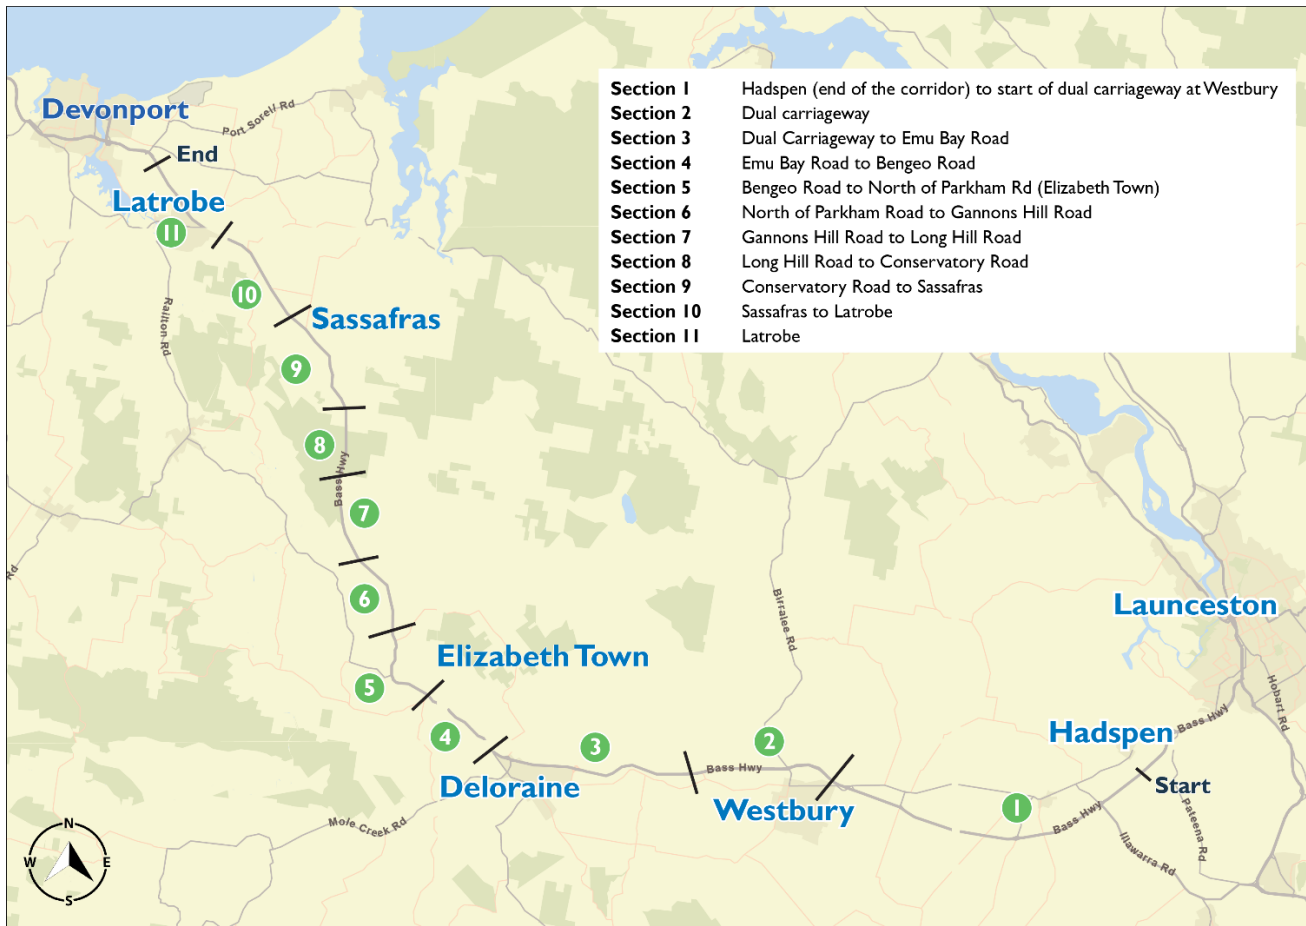 Section 1 Hadspen (end of the corridor) to start of dual carriageway at Westbury
Section 2 Dual carriageway
Section 3 Dual Carriageway to Emu Bay Road
Section 4 Emu Bay Road to Bengeo Road
Section 5 Bengeo Road to North of Parkham Rd (Elizabeth Town)
Section 6 North of Parkham Road to Gannons Hill Road
Section 7 Gannons Hill Road to Long Hill Road
Section 8 Long Hill Road to Conservatory Road
Section 9 Conservatory Road to Sassafras
Section 10 Sassafras to Latrobe
Section 11 Latrobe
Devonport
Port Sorell Rd
End
Latrobe
11
10
Railton Rd
Sassafras
9
8
Bass Hwy
7
Rd
6
Birralee Rd
Launceston
Elizabeth Town
5
Hobart Rd
4
3
2
Hadspen
Bass Hwy
Bass Hwy
Deloraine
Westbury
Start
1
Bass Hwy
Pateena Rd
Mole Creek Rd
Illawarra Rd
N
W
E
S